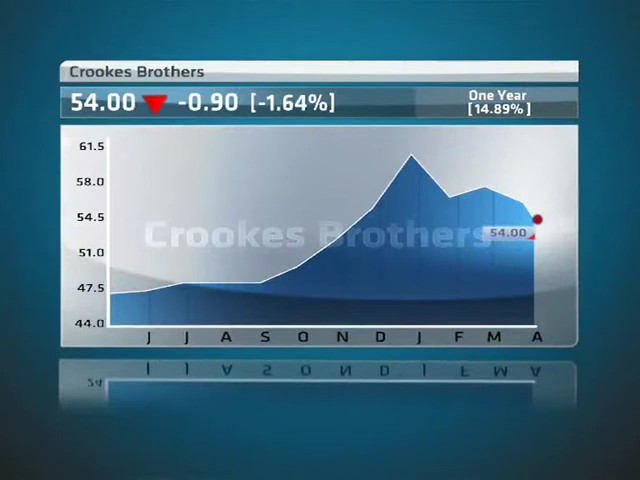 Crookes Brothers
54.00 -0.90 [-1.64%]
One Year
[14.89%]
61.5
58.0
54.5
51.0
47.5
44.0
Crookes Brothers
54.00
J J A S O N D J F M A